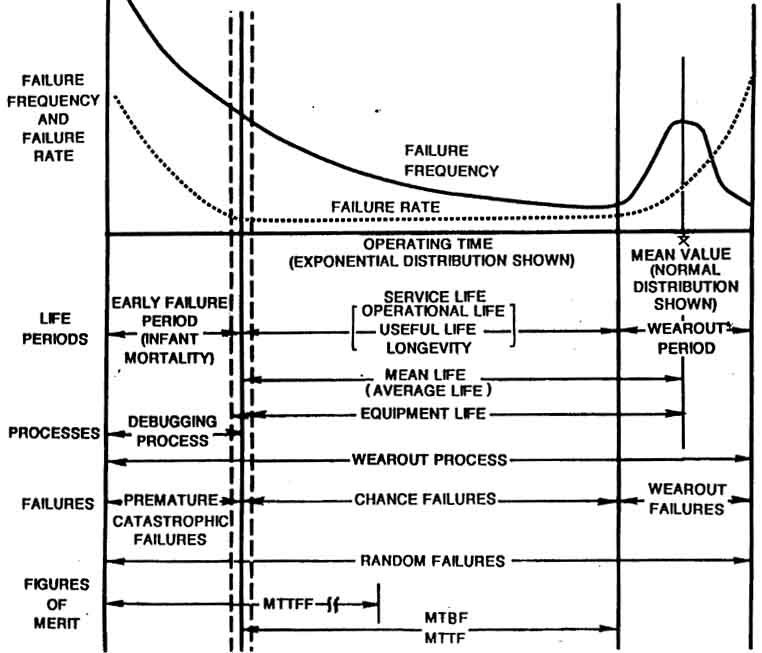 FAILURE
FREQUENCY
AND
FAILURE
RATE
FAILURE
FREQUENCY
FAILURE RATE
OPERATING TIME
(EXPONENTIAL DISTRIBUTION SHOWN)
MEAN VALUE
(NORMAL
DISTRIBUTION
SHOWN)
LIFE
PERIODS
EARLY FAILURE
PERIOD
(INFANT
MORTALITY)
SERVICE LIFE
OPERATIONAL LIFE
USEFUL LIFE
LONGEVITY
WEAROUT
PERIOD
MEAN LIFE
(AVERAGE LIFE)
EQUIPMENT LIFE
PROCESSES
DEBUGGING
PROCESS
WEAROUT PROCESS
FAILURES
PREMATURE
CATASTROPHIC
FAILURES
CHANCE FAILURES
WEAROUT
FAILURES
RANDOM FAILURES
FIGURES
OF
MERIT
MTTFF
MTBF
MTTF